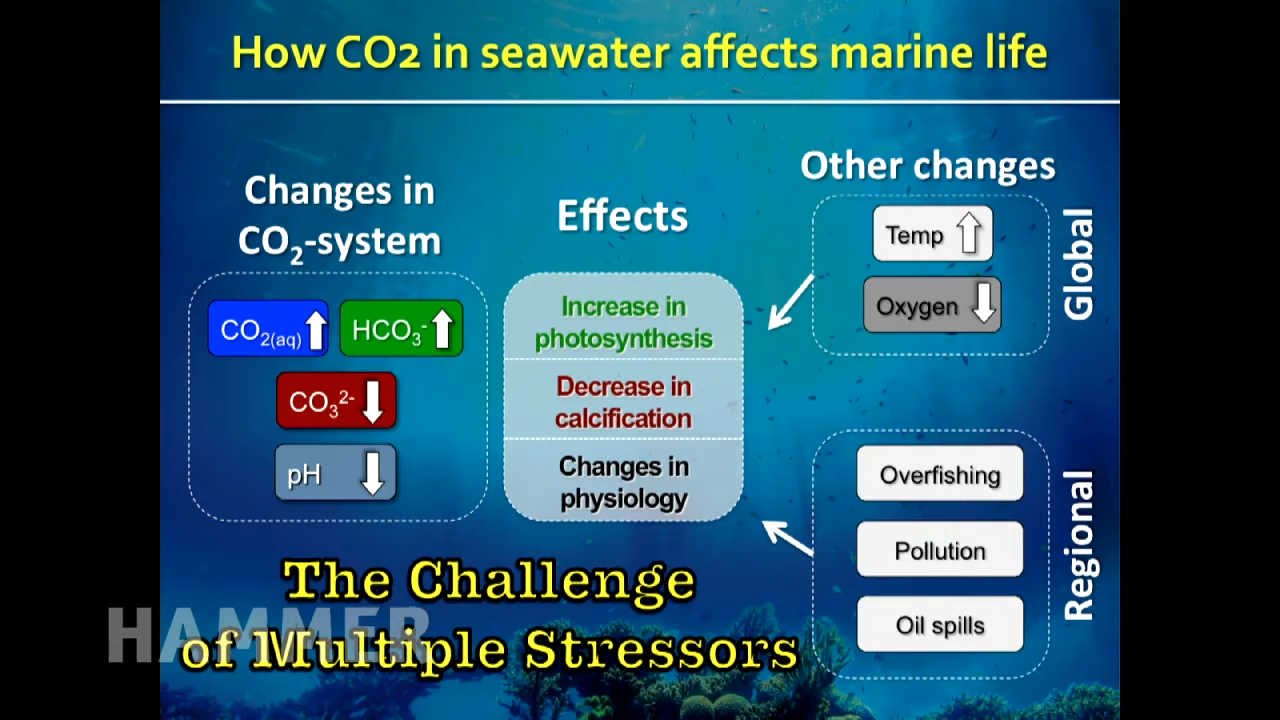 How CO2 in seawater affects marine life
Changes in
CO₂-system
CO₂(aq) ⇧
HCO₃⁻ ⇧
CO₃²⁻ ⇩
pH ⇩
Effects
Increase in
photosynthesis
Decrease in
calcification
Changes in
physiology
Other changes
Temp ⇧
Oxygen ⇩
Global
Overfishing
Pollution
Oil spills
Regional
The Challenge
of Multiple Stressors
HAMMER